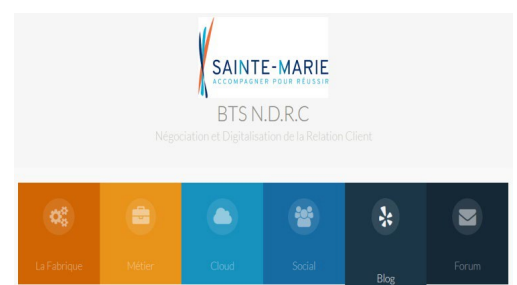 SAINTE-MARIE
ACCOMPAGNER POUR RÉUSSIR
BTS N.D.R.C
Négociation et Digitalisation de la Relation Client
La Fabrique
Métier
Cloud
Social
Blog
Forum